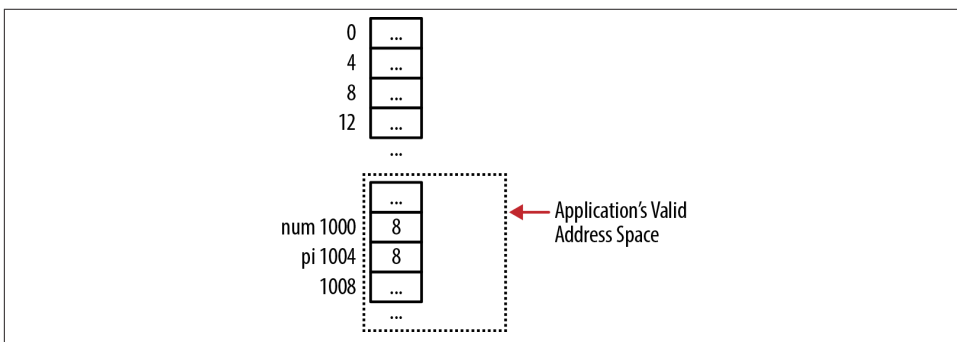 0 ...
4 ...
8 ...
12 ...
...
...
num 1000 8
pi 1004 8
1008 ...
...
Application's Valid
Address Space